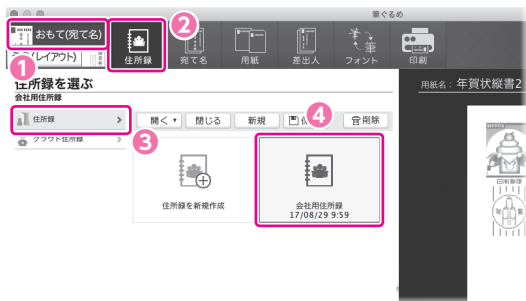 筆ぐるめ
おもて(宛て名)
(レイアウト)
住所録
宛て名
用紙
差出人
フォント
印刷
1
2
住所を選ぶ
会社用住所録
用紙名：年賀状縦書2
住所録
クラウド住所録
開く
閉じる
新規
削除
3
4
住所録を新規作成
会社用住所録
17/08/29 9:59